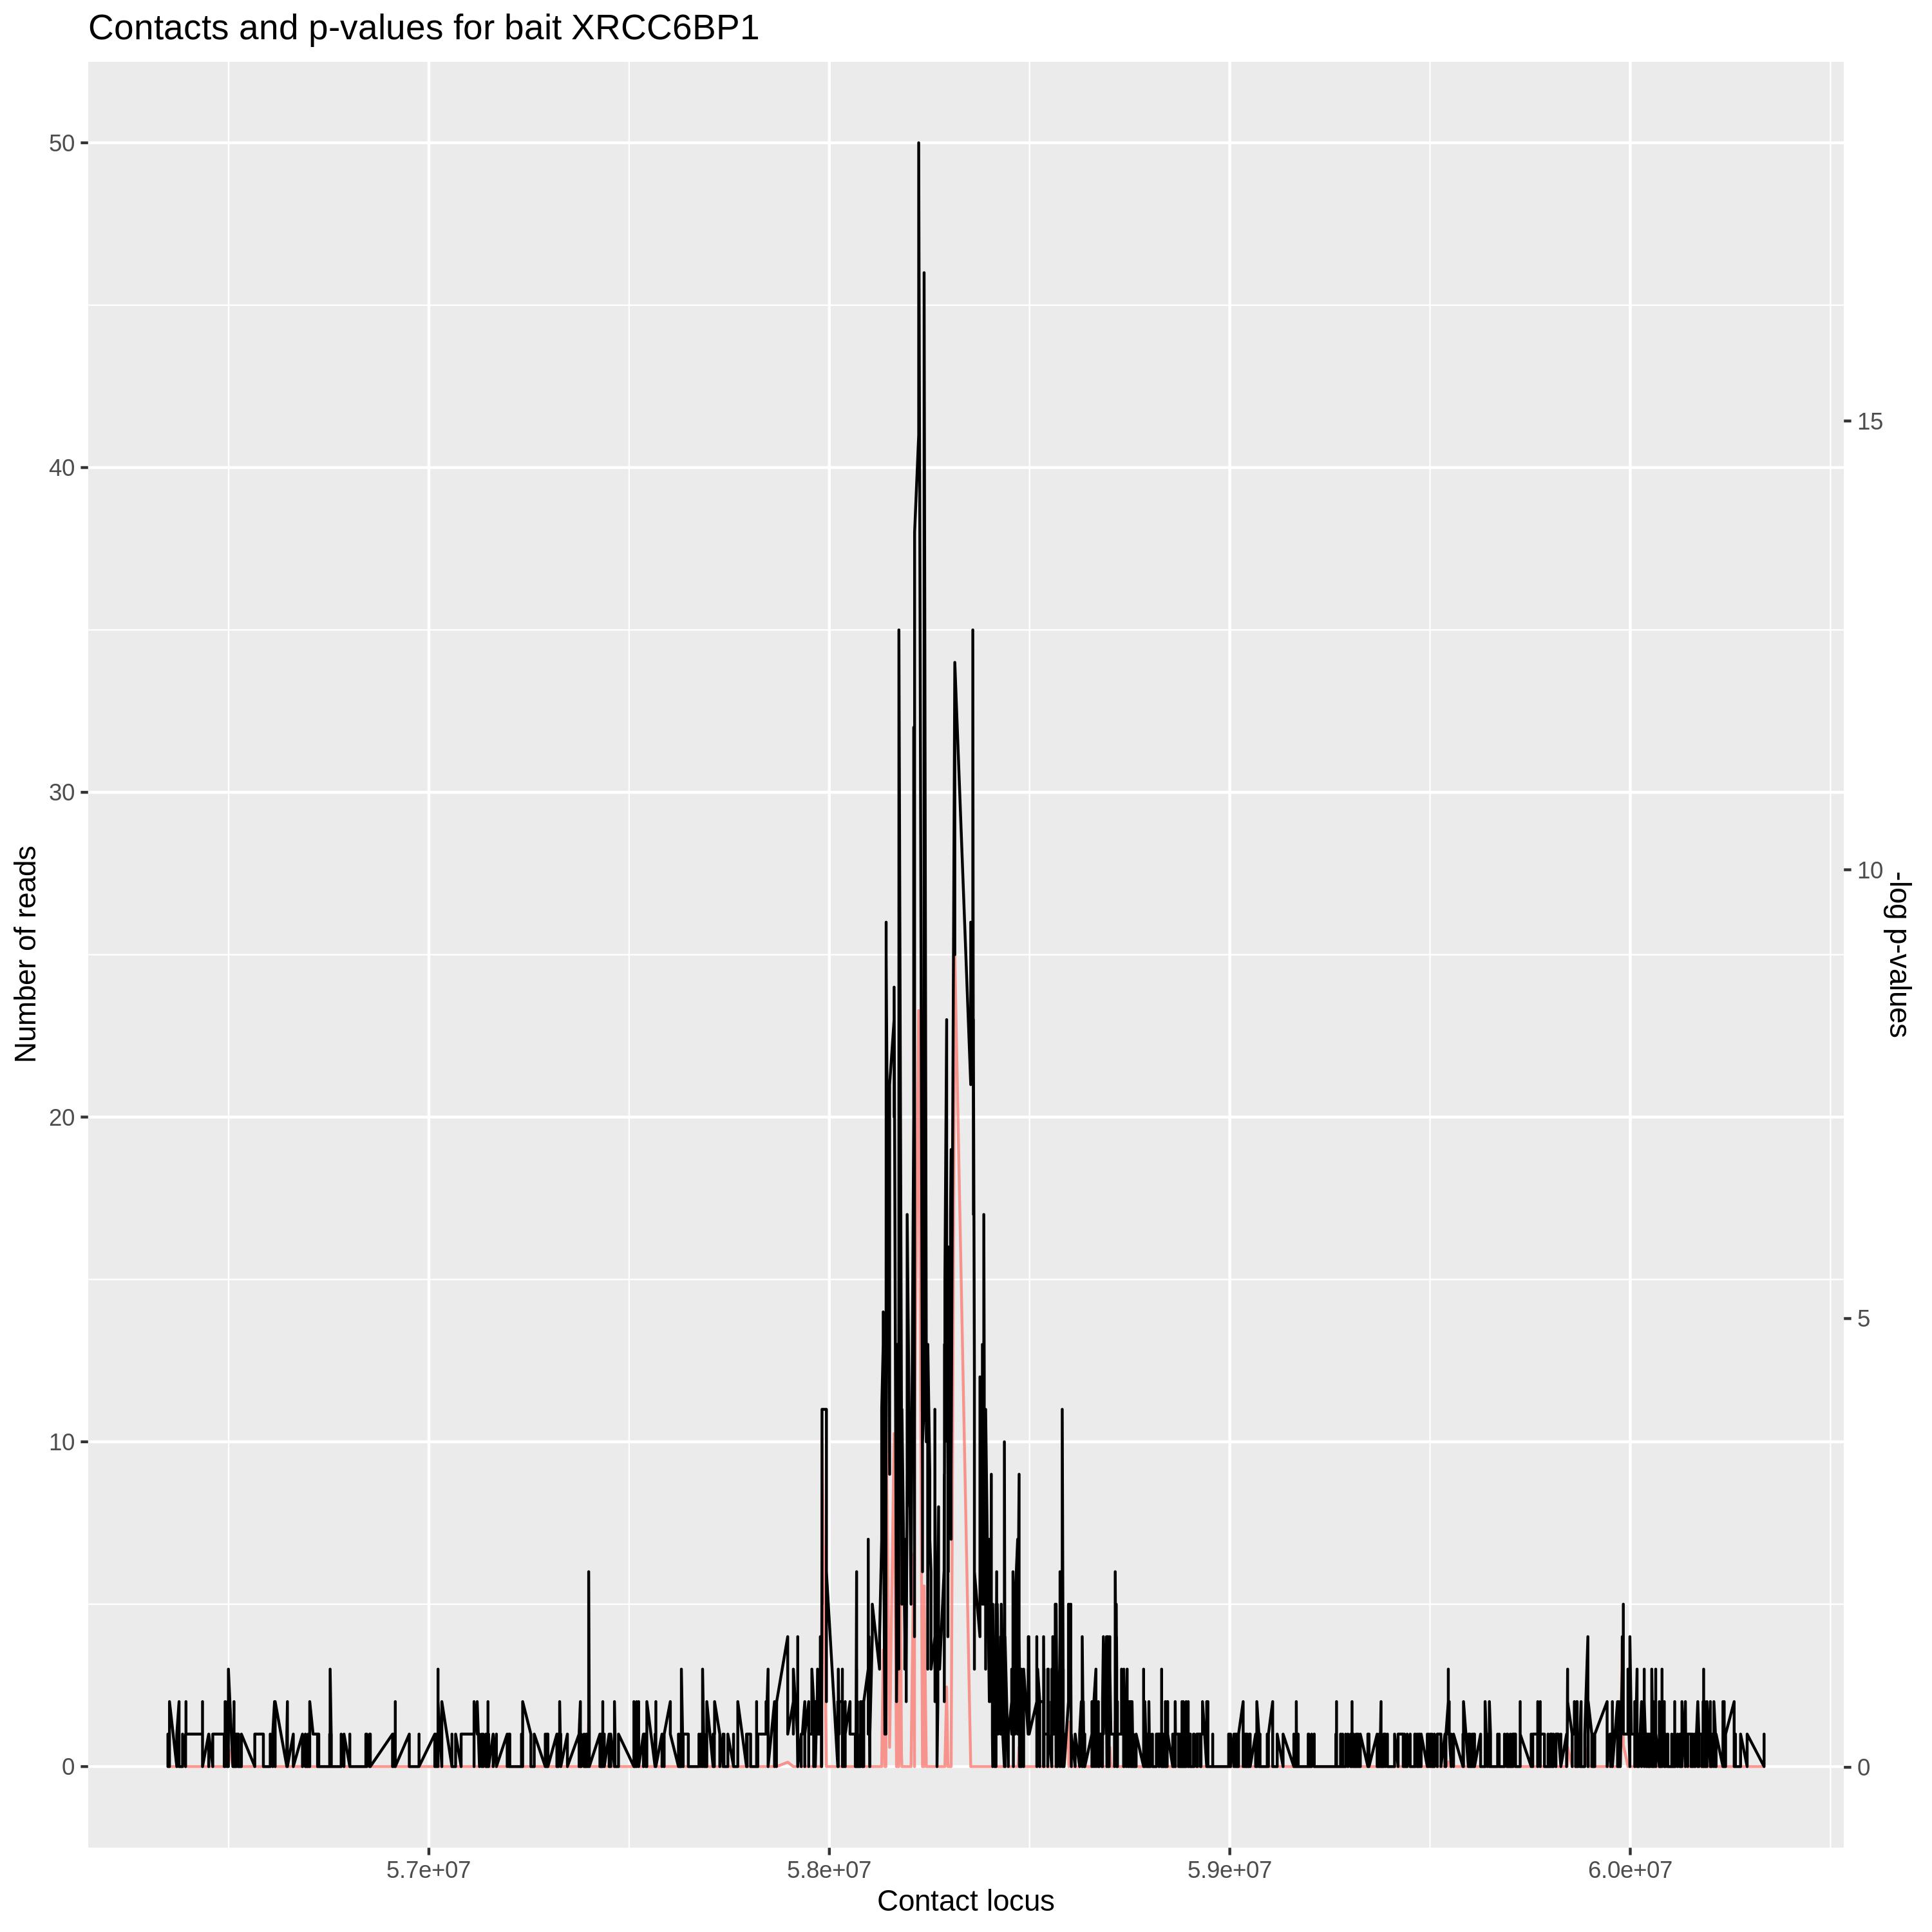 Contacts and p-values for bait XRCC6BP1
50
40
30
20
10
0
Number of reads
15
10
5
0
-log p-values
5.7e+07
5.8e+07
5.9e+07
6.0e+07
Contact locus